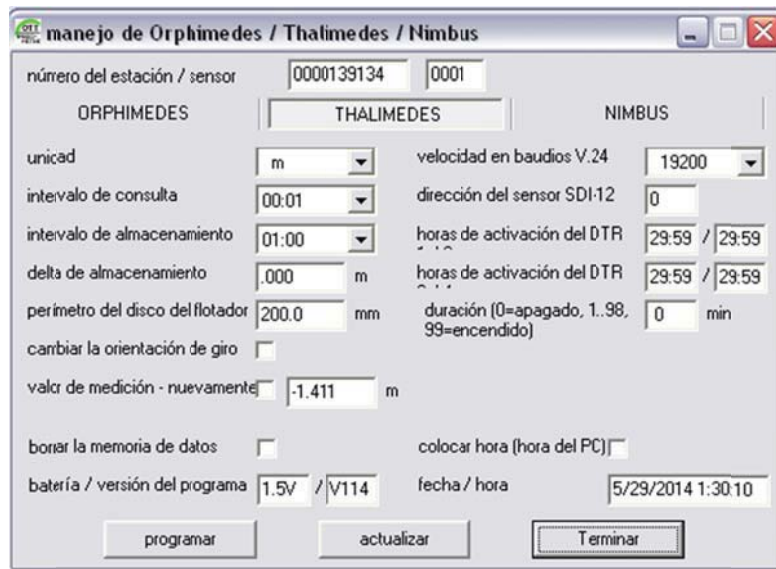 manejo de Orphimedes / Thalimedes / Nimbus
número del estación / sensor 0000139134 0001
ORPHIMEDES THALIMEDES NIMBUS
unicad m velocidad en baudios V.24 19200
intervalo de consulta 00:01 dirección del sensor SDI-12 0
intervalo de almacenamiento 01:00 horas de activación del DTR 29:59 / 29:59
delta de almacenamiento .000 m horas de activación del DTR 29:59 / 29:59
perímetro del disco del flotador 200.0 mm duración (0=apagado, 1..98, 99=encendido) 0 min
cambiar la orientación de giro
valor de medición - nuevamente -1.411 m
borrar la memoria de datos colocar hora (hora del PC)
batería / versión del programa 1.5V / V114 fecha / hora 5/29/2014 1:30:10
programar actualizar Terminar